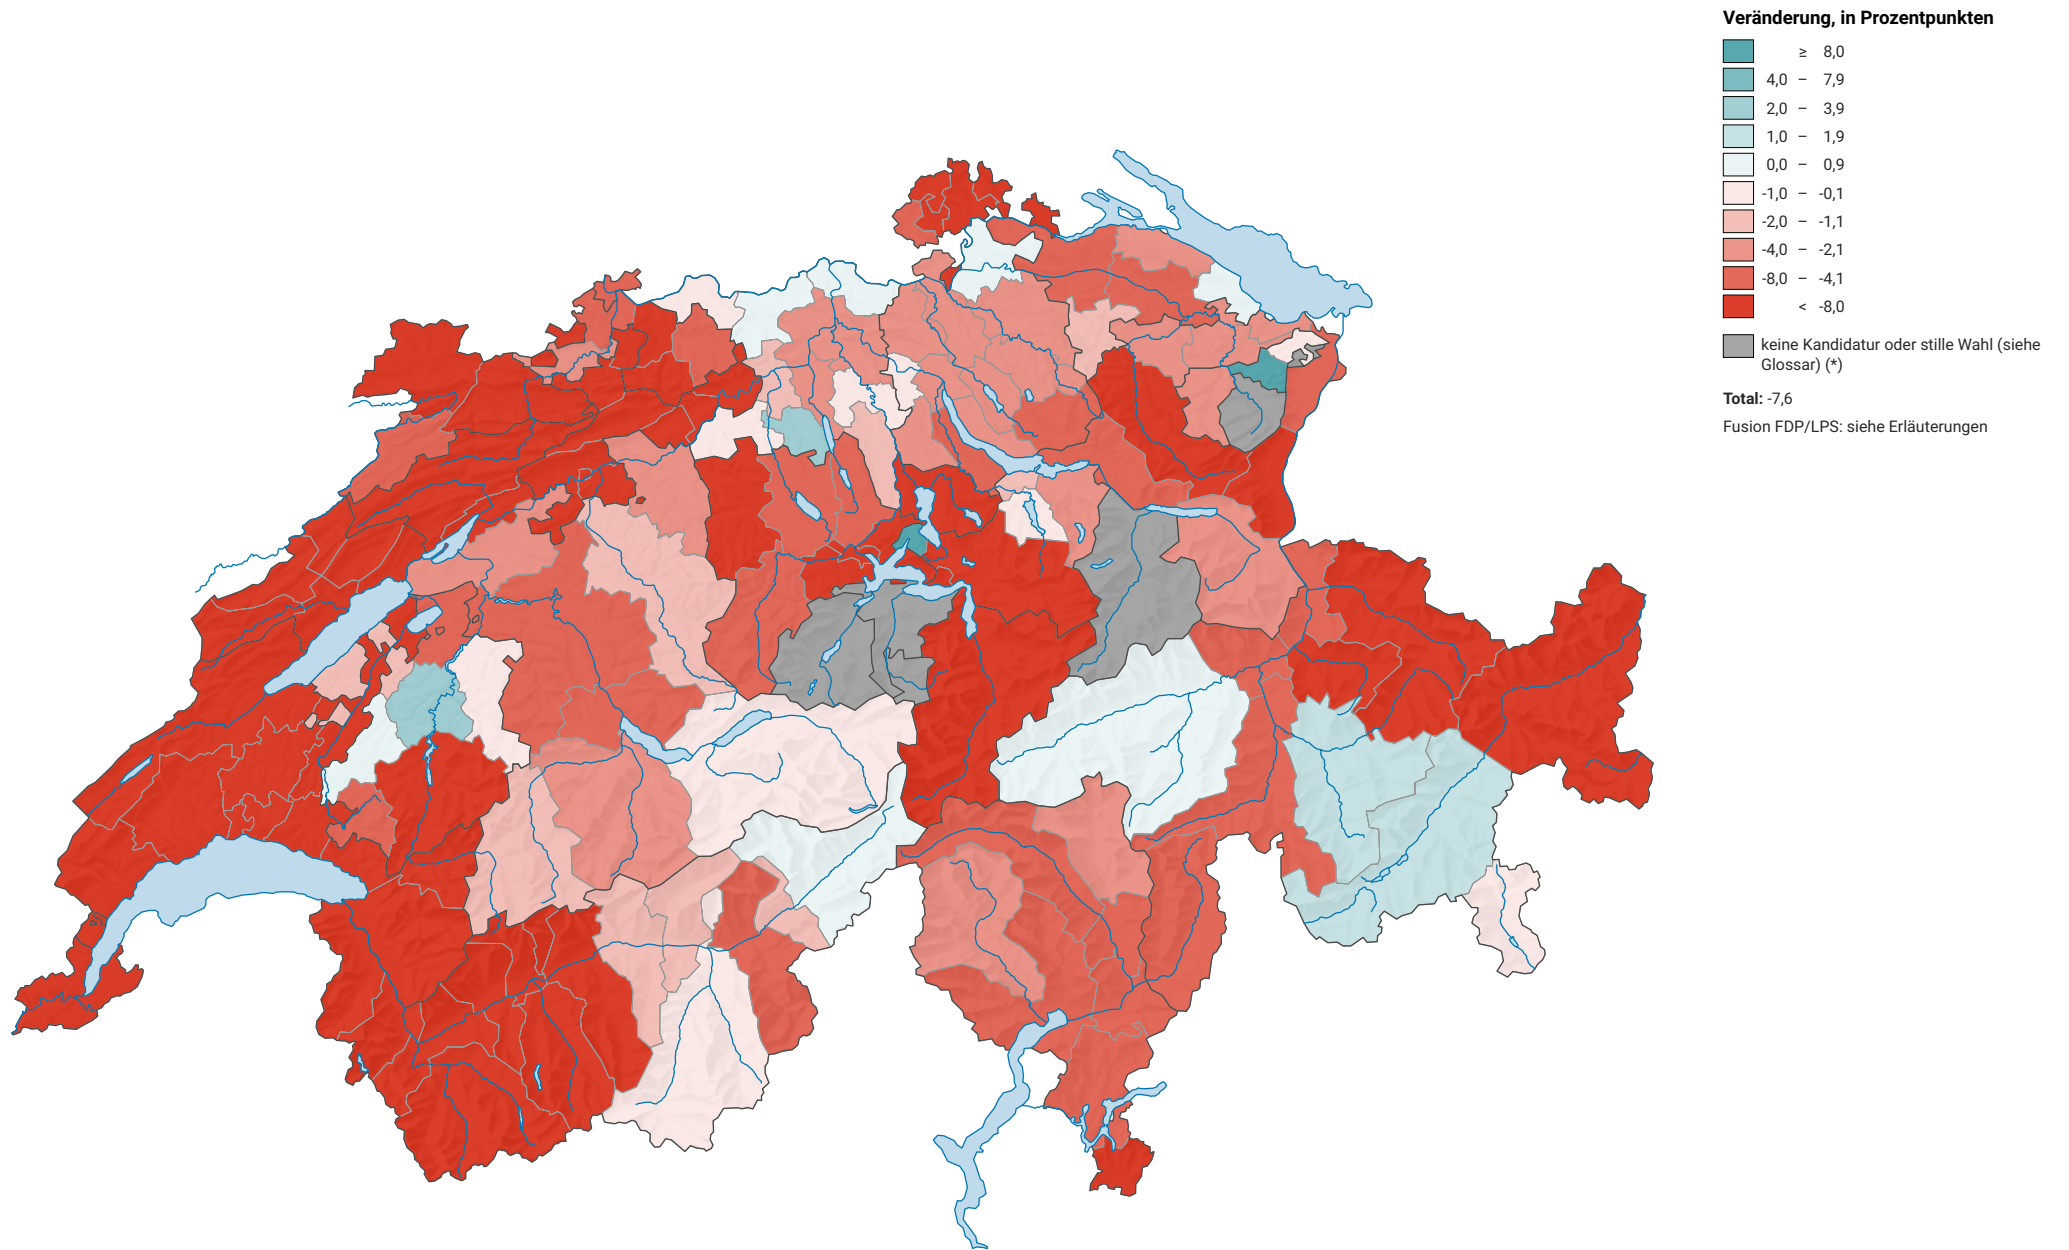 Veränderung, in Prozentpunkten
≥ 8,0
4,0 – 7,9
2,0 – 3,9
1,0 – 1,9
0,0 – 0,9
-1,0 – -0,1
-2,0 – -1,1
-4,0 – -2,1
-8,0 – -4,1
< -8,0
keine Kandidatur oder stille Wahl (siehe
Glossar) (*)
Total: -7,6
Fusion FDP/LPS: siehe Erläuterungen